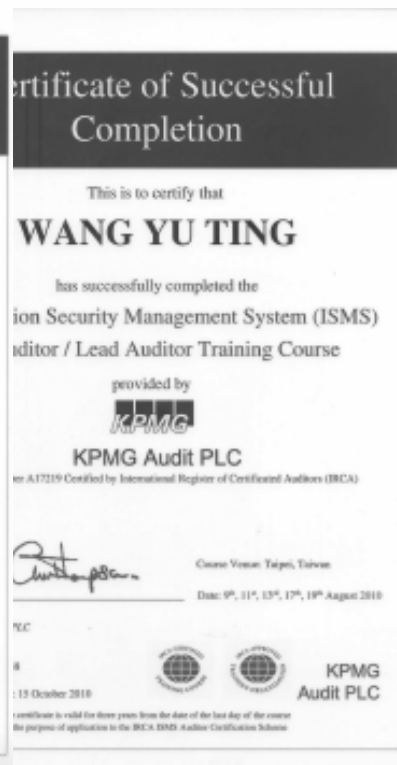 ertificate of Successful
Completion
This is to certify that
WANG YU TING
has successfully completed the
ion Security Management System (ISMS)
uditor / Lead Auditor Training Course
provided by
KPMG
KPMG Audit PLC
er A17219 Certified by International Register of Certificated Auditors (IRCA)
Course Venue: Taipei, Taiwan
Date: 9th, 11th, 13th, 17th, 19th August 2010
PLC
8
: 15 October 2010
KPMG
Audit PLC
certificate is valid for three years from the date of the last day of the course
the purpose of application to the IRCA ISMS Auditor Certification Scheme